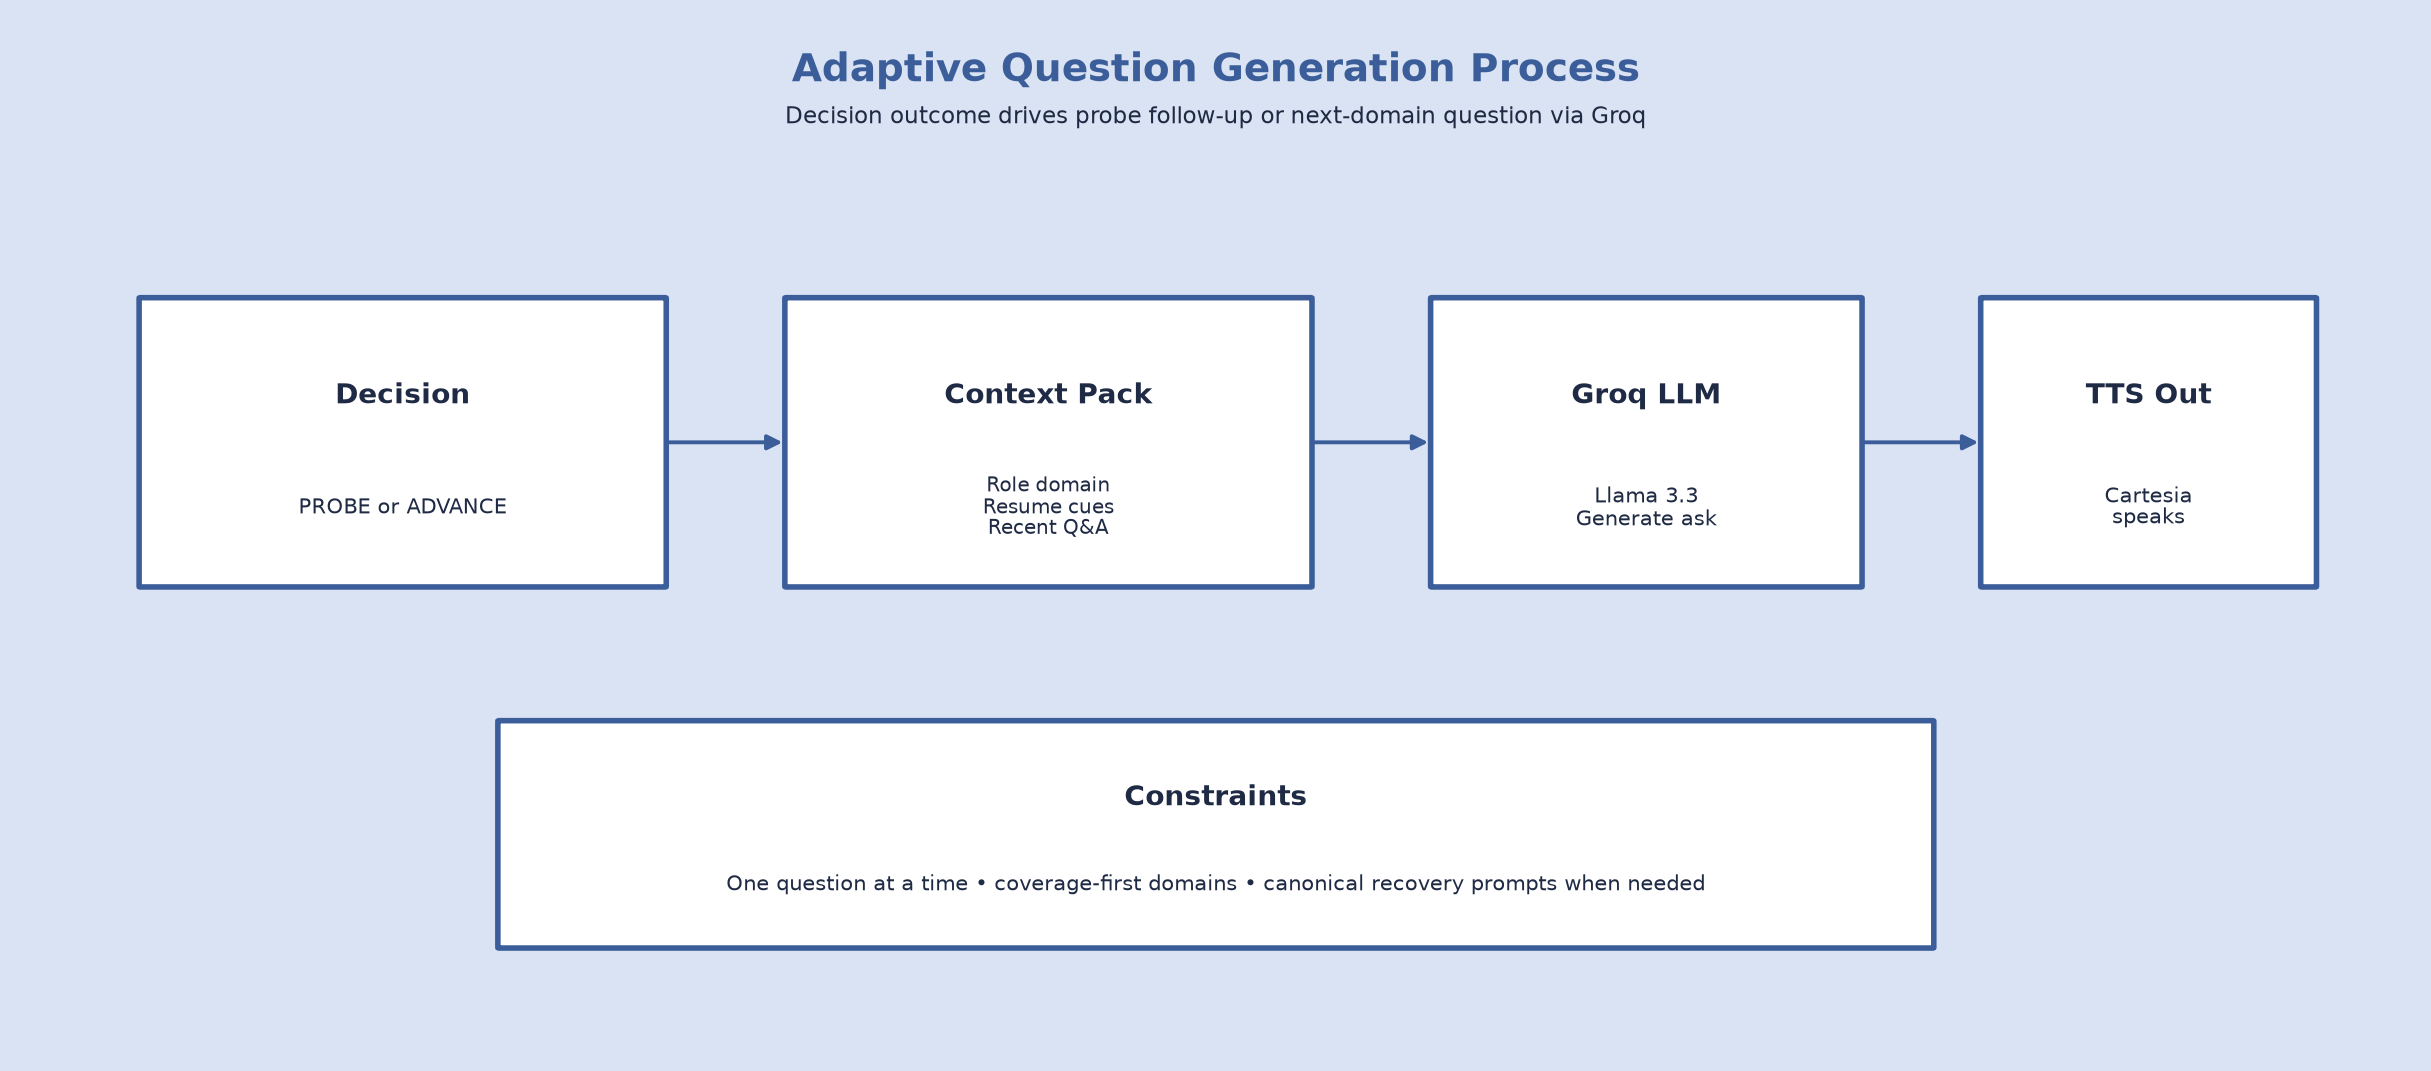 Adaptive Question Generation Process
Decision outcome drives probe follow-up or next-domain question via Groq
Decision
PROBE or ADVANCE
Context Pack
Role domain
Resume cues
Recent Q&A
Groq LLM
Llama 3.3
Generate ask
TTS Out
Cartesia
speaks
Constraints
One question at a time • coverage-first domains • canonical recovery prompts when needed